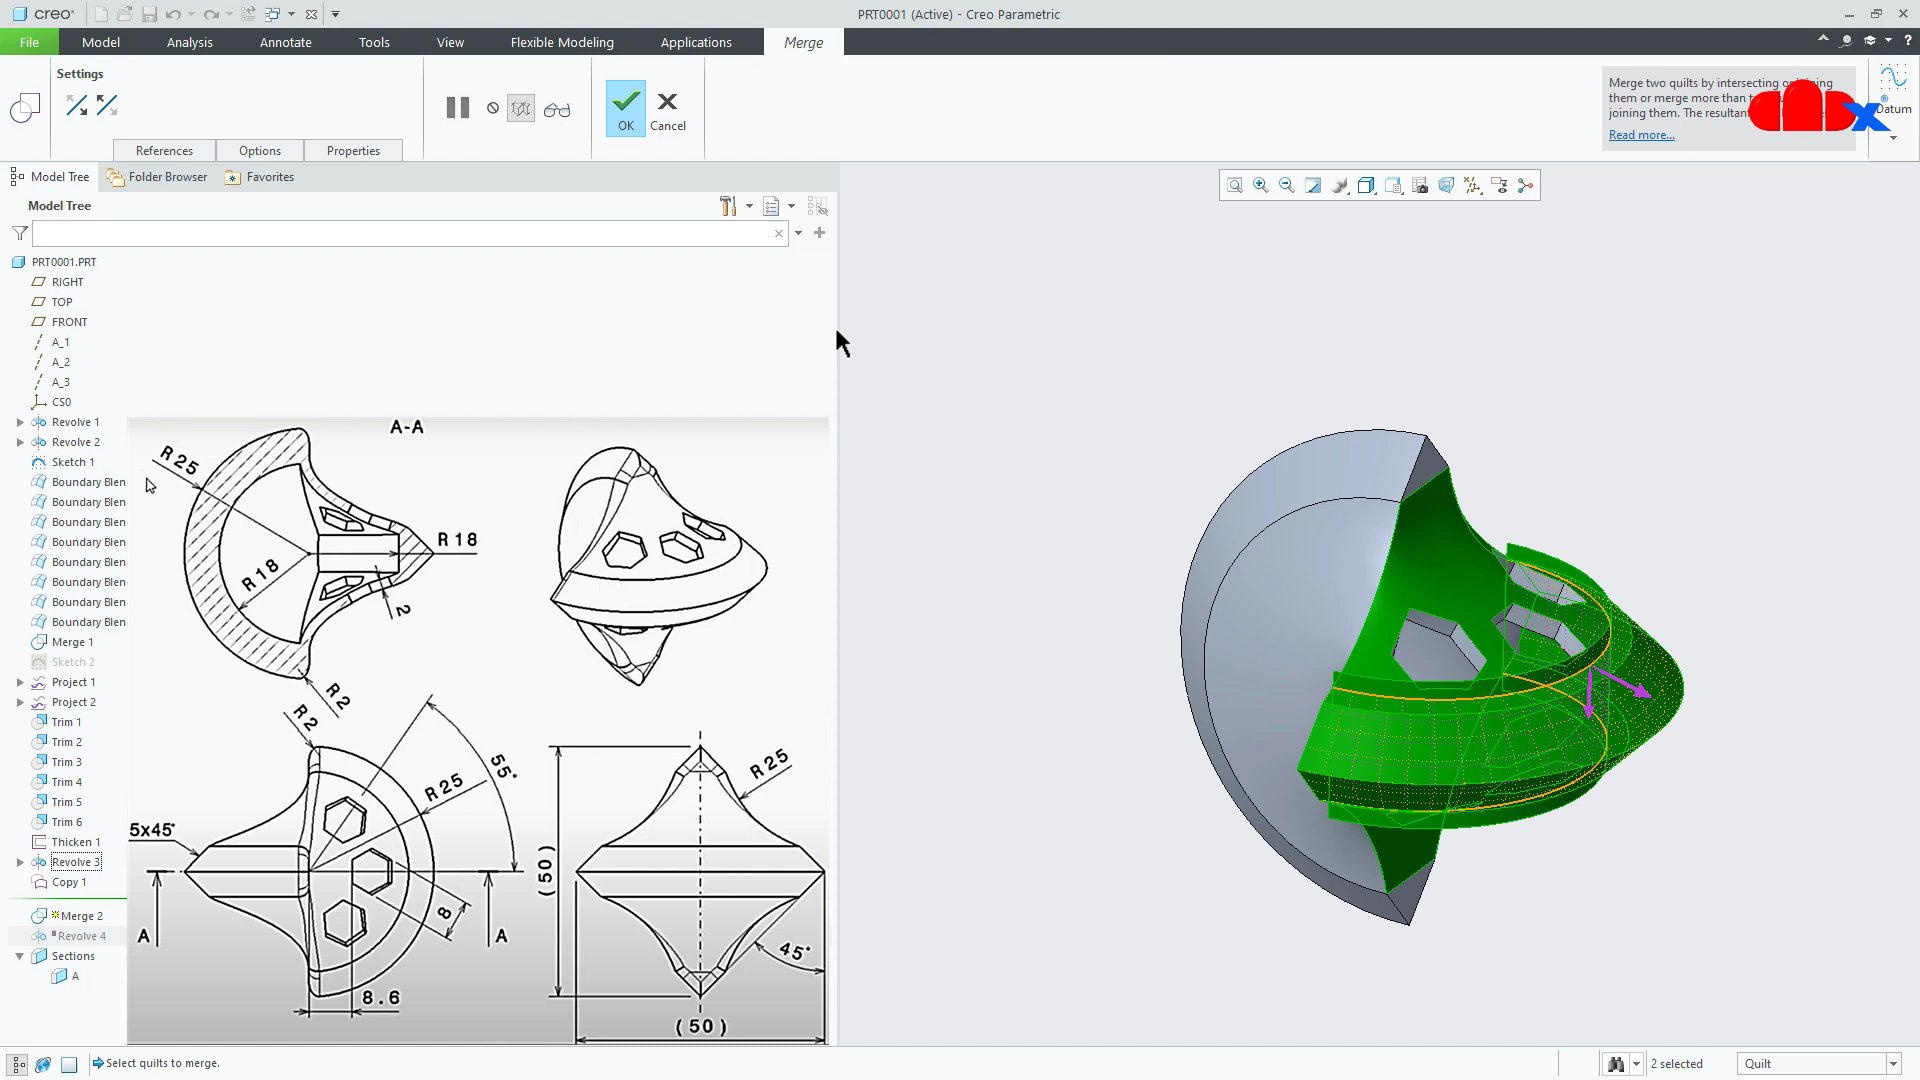 creo
PRT0001 (Active) - Creo Parametric
File
Model
Analysis
Annotate
Tools
View
Flexible Modeling
Applications
Merge
Settings
OK
Cancel
References
Options
Properties
Merge two quilts by intersecting or
them or merge more than
joining them. The resultant
Read more...
Datum
Model Tree
Folder Browser
Favorites
Model Tree
PRT0001.PRT
RIGHT
TOP
FRONT
A_1
A_2
A_3
CS0
Revolve 1
Revolve 2
Sketch 1
Boundary Blen
Boundary Blen
Boundary Blen
Boundary Blen
Boundary Blen
Boundary Blen
Boundary Blen
Boundary Blen
Merge 1
Sketch 2
Project 1
Project 2
Trim 1
Trim 2
Trim 3
Trim 4
Trim 5
Trim 6
Thicken 1
Revolve 3
Copy 1
Merge 2
Revolve 4
Sections
A
A-A
R25
R18
R18
2
R2
R2
55°
R25
5x45°
8
A
A
8.6
(50)
R25
45°
(50)
Select quilts to merge.
2 selected
Quilt